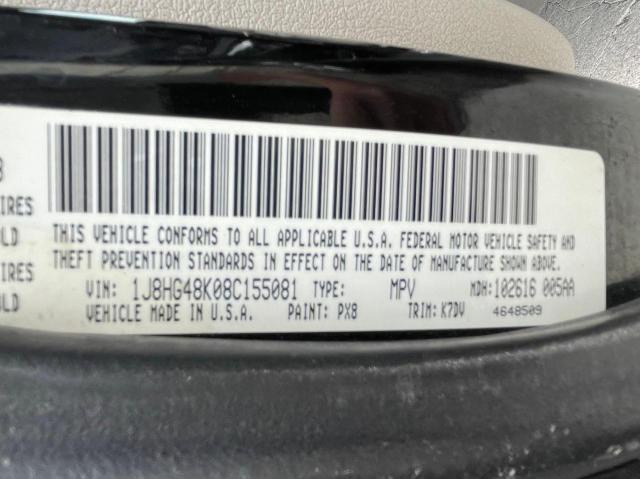 THIS VEHICLE CONFORMS TO ALL APPLICABLE U.S.A. FEDERAL MOTOR VEHICLE SAFETY AND
IRES THEFT PREVENTION STANDARDS IN EFFECT ON THE DATE OF MANUFACTURE SHOWN ABOVE.
LD VIN: 1J8HG48K08C155081 TYPE: MPV MDH:102616 005AA
IRES VEHICLE MADE IN U.S.A. PAINT: PX8 TRIM: K7DV 4648509
LD